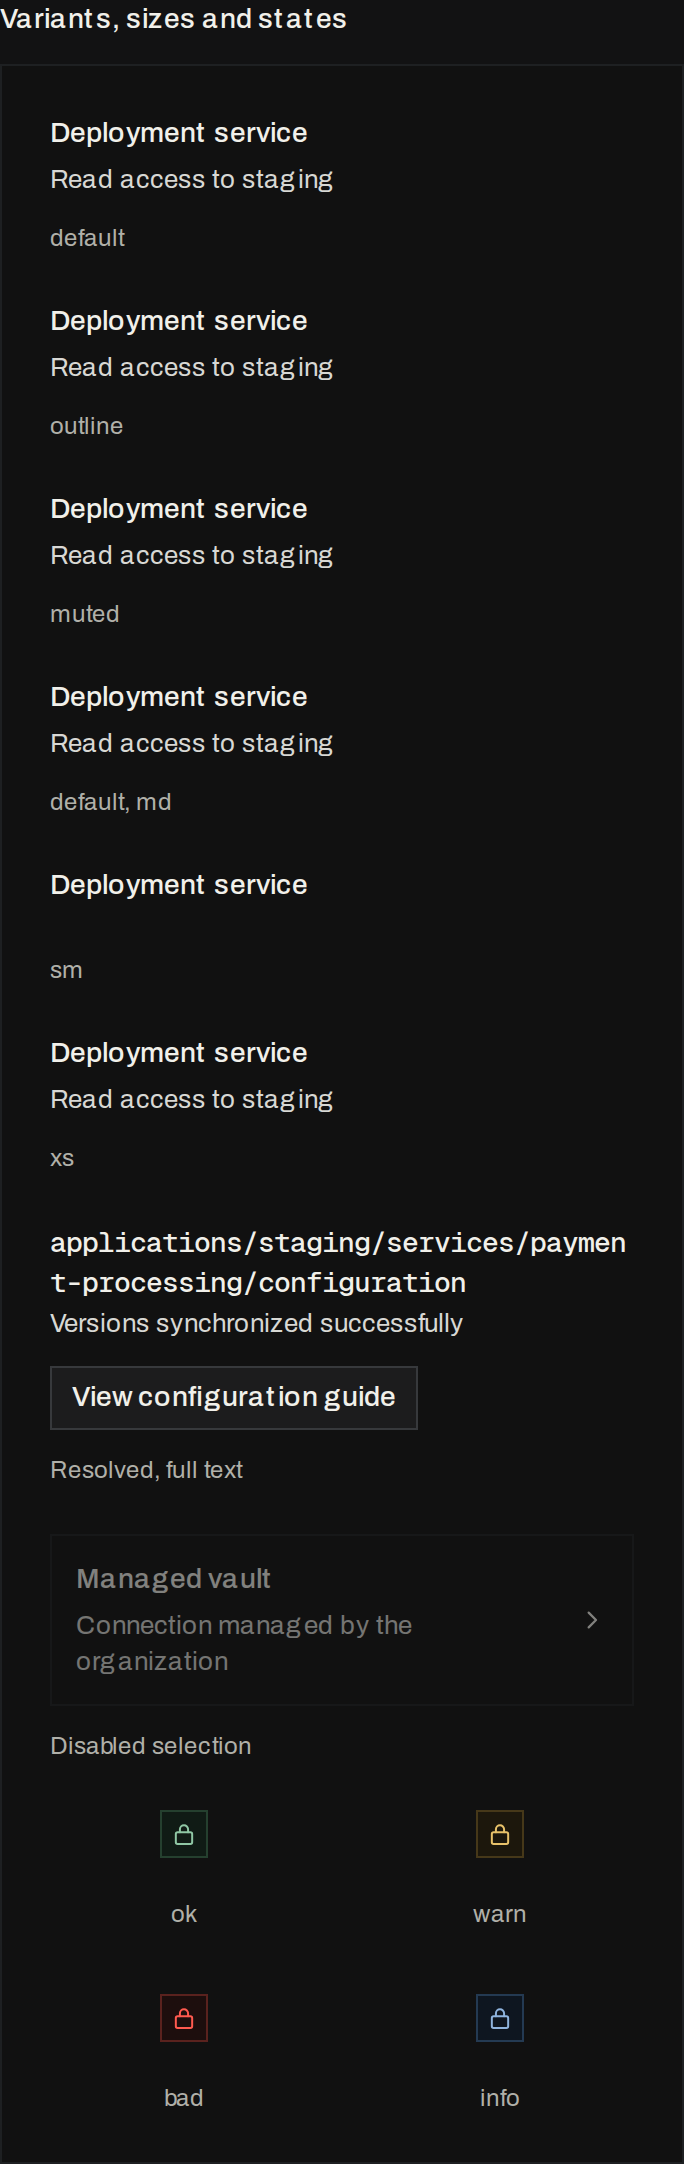 Variants, sizes and states
Deployment service
Read access to staging
default
Deployment service
Read access to staging
outline
Deployment service
Read access to staging
muted
Deployment service
Read access to staging
default, md
Deployment service
sm
Deployment service
Read access to staging
xs
applications/staging/services/paymen
t-processing/configuration
Versions synchronized successfully
View configuration guide
Resolved, full text
Managed vault
Connection managed by the
organization
Disabled selection
ok
warn
bad
info